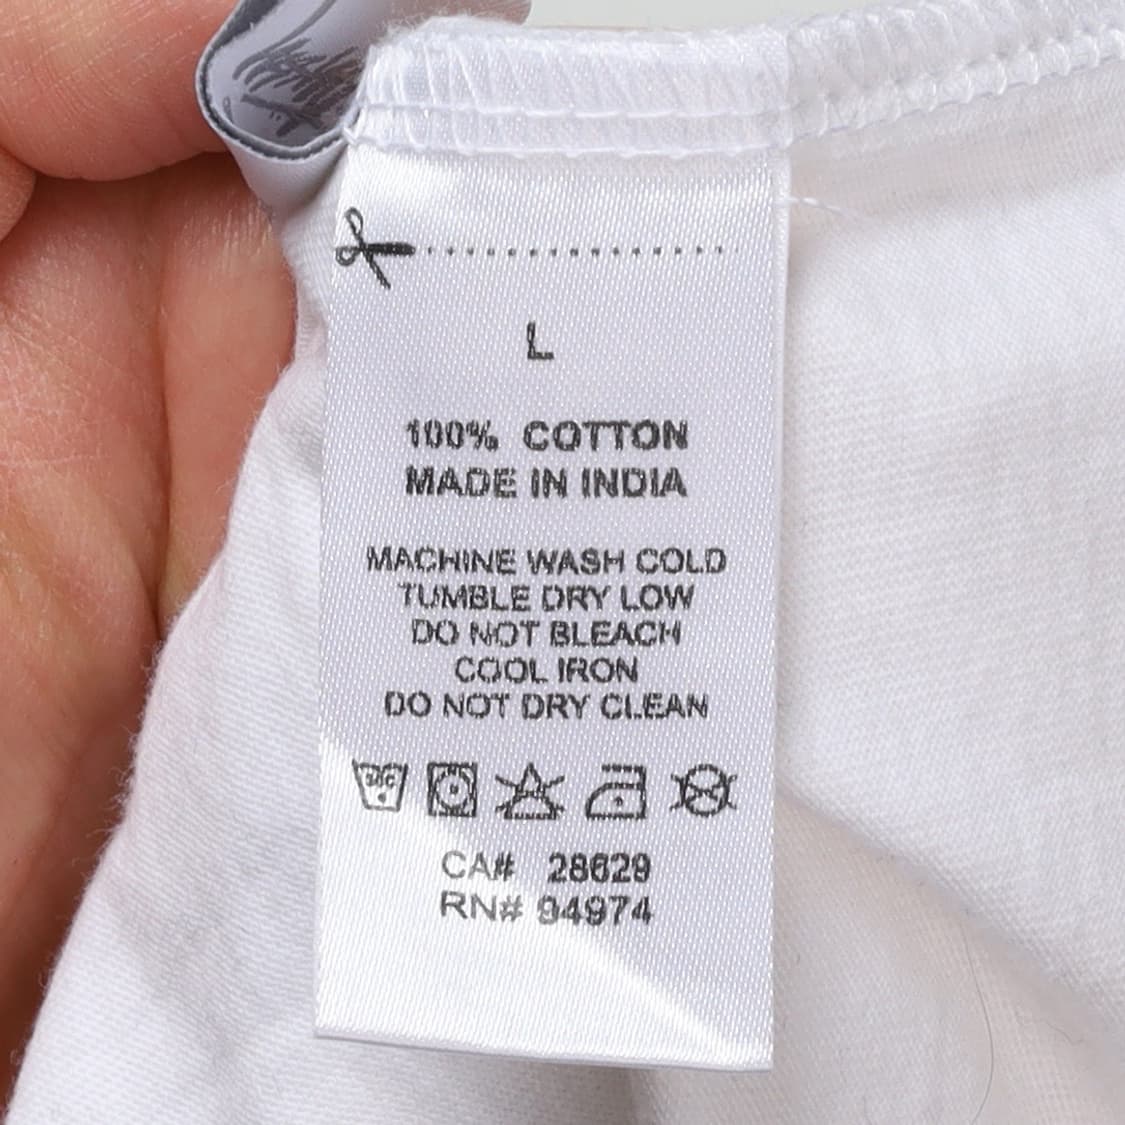 L
100% COTTON
MADE IN INDIA
MACHINE WASH COLD
TUMBLE DRY LOW
DO NOT BLEACH
COOL IRON
DO NOT DRY CLEAN
30C
CA# 28629
RN# 94974